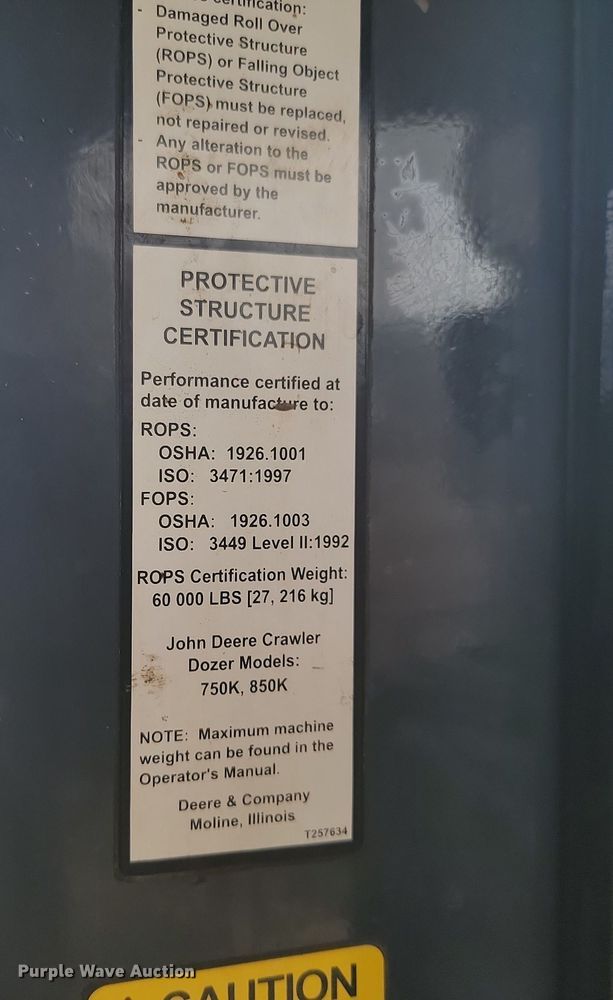 certification:
- Damaged Roll Over
Protective Structure
(ROPS) or Falling Object
Protective Structure
(FOPS) must be replaced,
not repaired or revised.
- Any alteration to the
ROPS or FOPS must be
approved by the
manufacturer.
PROTECTIVE
STRUCTURE
CERTIFICATION
Performance certified at
date of manufacture to:
ROPS:
OSHA: 1926.1001
ISO: 3471:1997
FOPS:
OSHA: 1926.1003
ISO: 3449 Level II:1992
ROPS Certification Weight:
60 000 LBS [27, 216 kg]
John Deere Crawler
Dozer Models:
750K, 850K
NOTE: Maximum machine
weight can be found in the
Operator's Manual.
Deere & Company
Moline, Illinois
T257634
CAUTION
Purple Wave Auction